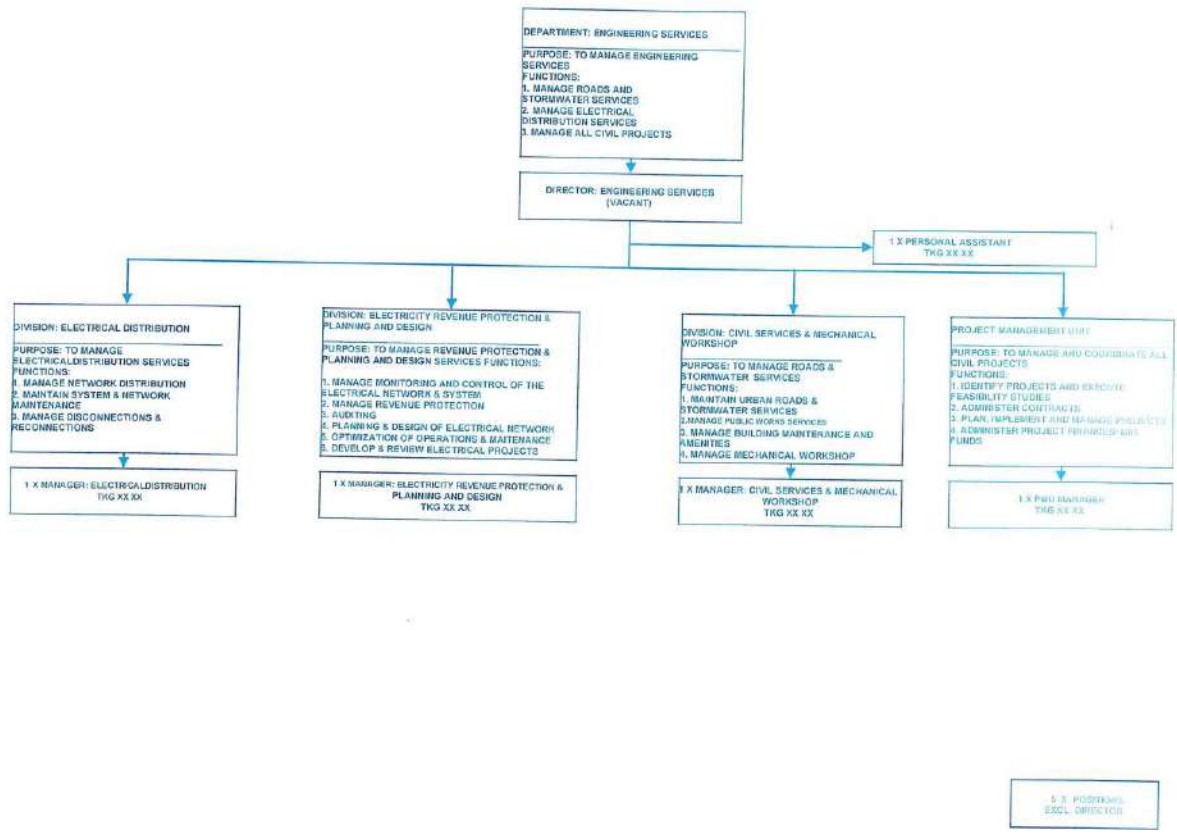 DEPARTMENT: ENGINEERING SERVICES
PURPOSE: TO MANAGE ENGINEERING
SERVICES
FUNCTIONS:
1. MANAGE ROADS AND
STORMWATER SERVICES
2. MANAGE ELECTRICAL
DISTRIBUTION SERVICES
3. MANAGE ALL CIVIL PROJECTS
DIRECTOR: ENGINEERING SERVICES
(VACANT)
1 X PERSONAL ASSISTANT
TKG XX XX
DIVISION: ELECTRICAL DISTRIBUTION
PURPOSE: TO MANAGE
ELECTRICALDISTRIBUTION SERVICES
FUNCTIONS:
1. MANAGE NETWORK DISTRIBUTION
2. MAINTAIN SYSTEM & NETWORK
MAINTENANCE
3. MANAGE DISCONNECTIONS &
RECONNECTIONS
1 X MANAGER: ELECTRICALDISTRIBUTION
TKG XX XX
DIVISION: ELECTRICITY REVENUE PROTECTION &
PLANNING AND DESIGN
PURPOSE: TO MANAGE REVENUE PROTECTION &
PLANNING AND DESIGN SERVICES FUNCTIONS:
1. MANAGE MONITORING AND CONTROL OF THE
ELECTRICAL NETWORK & SYSTEM
2. MANAGE REVENUE PROTECTION
3. AUDITING
4. PLANNING & DESIGN OF ELECTRICAL NETWORK
5. OPTIMIZATION OF OPERATIONS & MAITENANCE
6. DEVELOP & REVIEW ELECTRICAL PROJECTS
1 X MANAGER: ELECTRICITY REVENUE PROTECTION &
PLANNING AND DESIGN
TKG XX XX
DIVISION: CIVIL SERVICES & MECHANICAL
WORKSHOP
PURPOSE: TO MANAGE ROADS &
STORMWATER SERVICES
FUNCTIONS:
1. MAINTAIN URBAN ROADS &
STORMWATER SERVICES
2.MANAGE PUBLIC WORKS SERVICES
3. MANAGE BUILDING MAINTENANCE AND
AMENITIES
4. MANAGE MECHANICAL WORKSHOP
1 X MANAGER: CIVIL SERVICES & MECHANICAL
WORKSHOP
TKG XX XX
PROJECT MANAGEMENT UNIT
PURPOSE: TO MANAGE AND COORDINATE ALL
CIVIL PROJECTS
FUNCTIONS:
1. IDENTIFY PROJECTS AND EXECUTE
FEASIBILITY STUDIES
2. ADMINISTER CONTRACTS
3. PLAN, IMPLEMENT AND MANAGE PROJECTS
4. ADMINISTER PROJECT FINANCES
FUNDS
1 X PMU MANAGER
TKG XX XX
5 X POSITIONS
EXCL. DIRECTOR